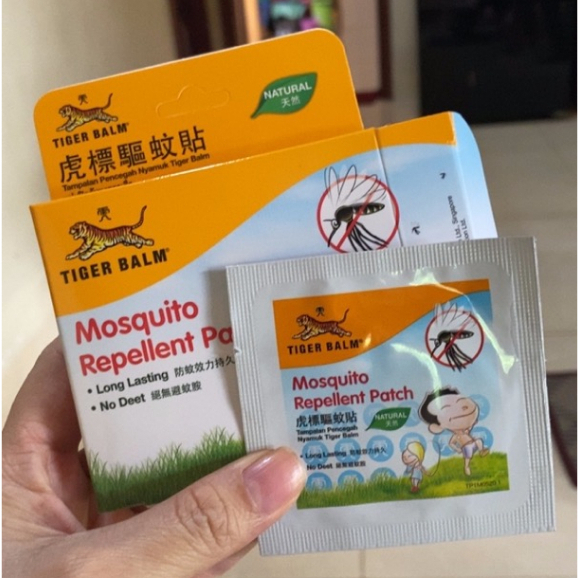 NATURAL
天然
TIGER BALM
虎標驅蚊貼
Tampalan Pencegah Nyamuk Tiger Balm
TIGER BALM
Mosquito
Repellent Pa
• Long Lasting 防蚊效力持久
• No Deet 絕無避蚊胺
Ltd., Singapore
TIGER BALM
Mosquito
Repellent Patch
虎標驅蚊貼
NATURAL
天然
Tampalan Pencegah
Nyamuk Tiger Balm
• Long Lasting 防蚊效力持久
• No Deet 絕無避蚊胺